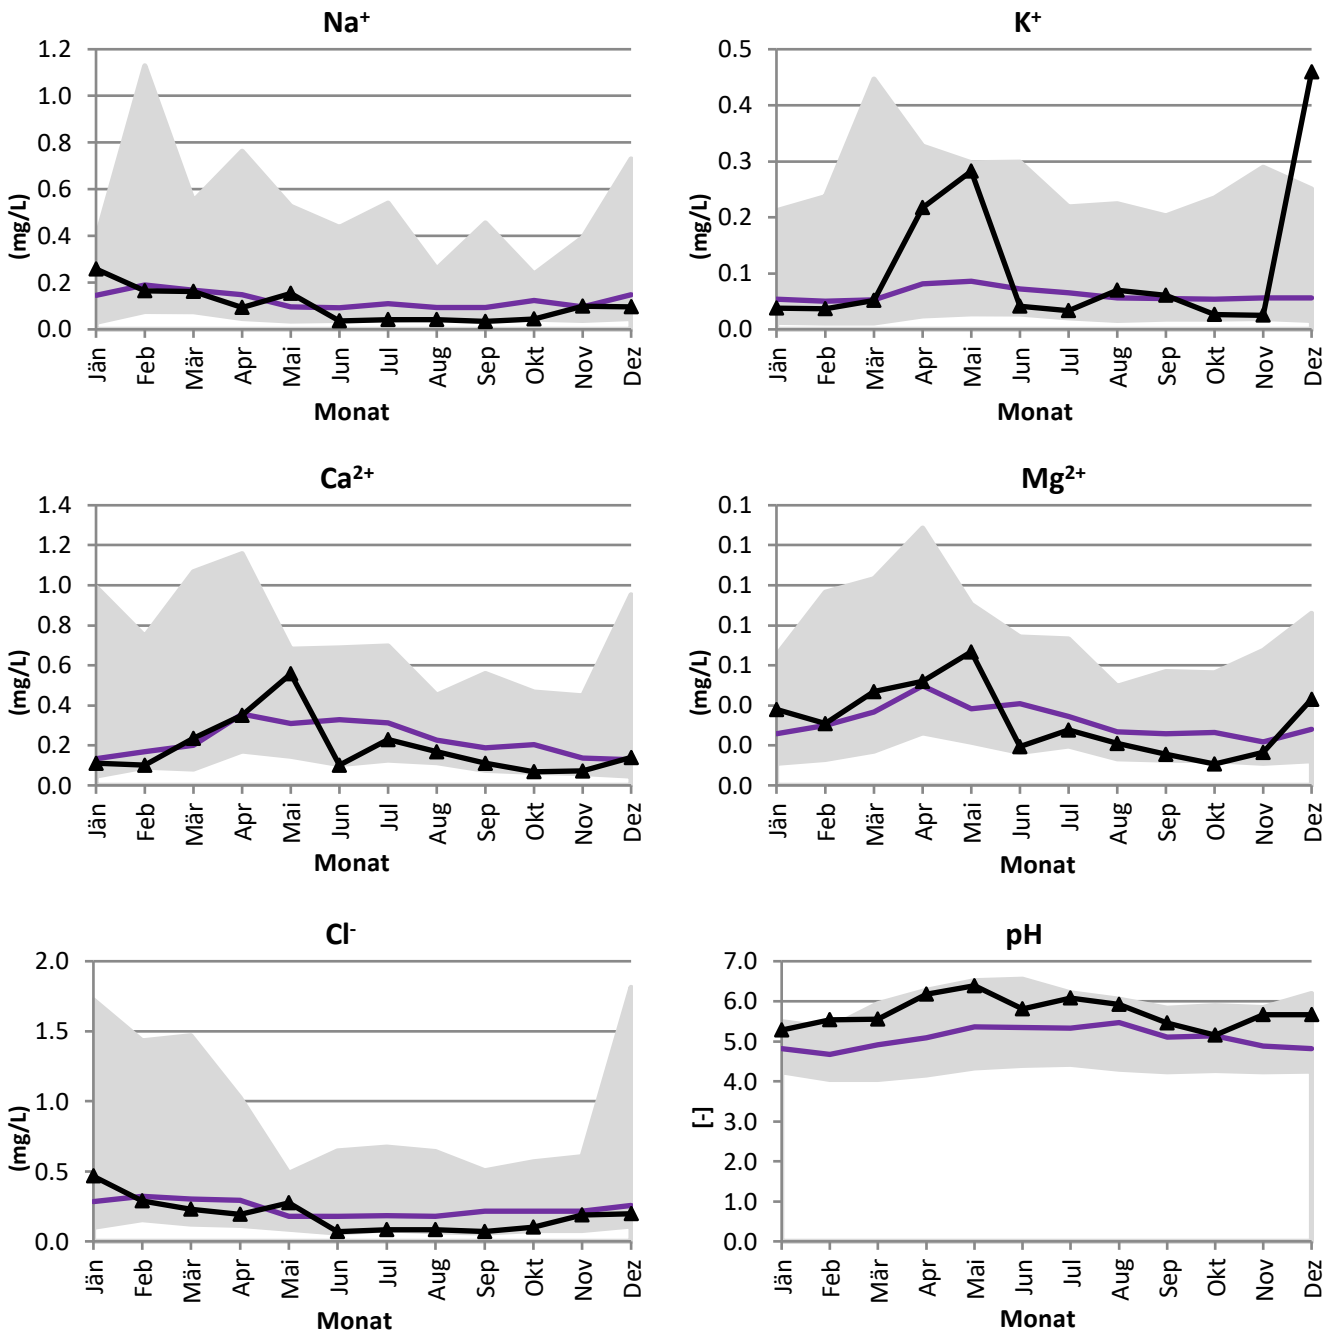 Na⁺
1.2
1.0
0.8
0.6
0.4
0.2
0.0
(mg/L)
Jän Feb Mär Apr Mai Jun Jul Aug Sep Okt Nov Dez
Monat
K⁺
0.5
0.4
0.3
0.2
0.1
0.0
(mg/L)
Jän Feb Mär Apr Mai Jun Jul Aug Sep Okt Nov Dez
Monat
Ca²⁺
1.4
1.2
1.0
0.8
0.6
0.4
0.2
0.0
(mg/L)
Jän Feb Mär Apr Mai Jun Jul Aug Sep Okt Nov Dez
Monat
Mg²⁺
0.1
0.1
0.1
0.1
0.1
0.0
0.0
0.0
(mg/L)
Jän Feb Mär Apr Mai Jun Jul Aug Sep Okt Nov Dez
Monat
Cl⁻
2.0
1.5
1.0
0.5
0.0
(mg/L)
Jän Feb Mär Apr Mai Jun Jul Aug Sep Okt Nov Dez
Monat
pH
7.0
6.0
5.0
4.0
3.0
2.0
1.0
0.0
[-]
Jän Feb Mär Apr Mai Jun Jul Aug Sep Okt Nov Dez
Monat